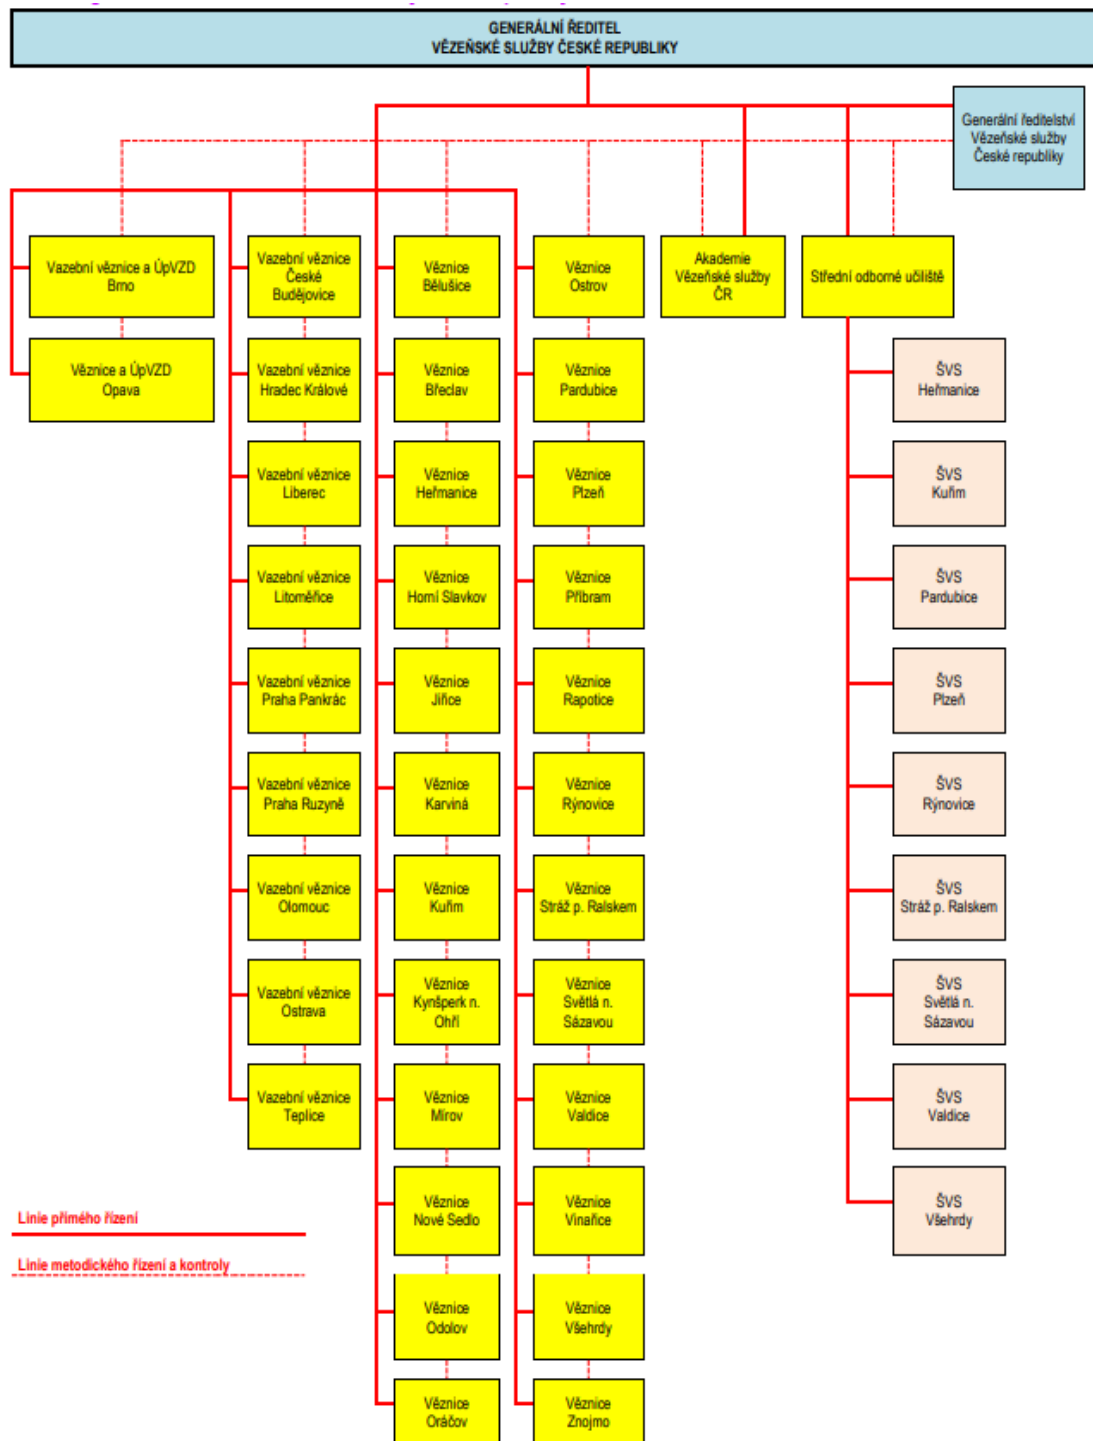 GENERÁLNÍ ŘEDITEL
VĚZEŇSKÉ SLUŽBY ČESKÉ REPUBLIKY
Generální ředitelství
Vězeňské služby
České republiky
Vazební věznice a ÚpVZD
Brno
Věznice a ÚpVZD
Opava
Vazební věznice
České
Budějovice
Vazební věznice
Hradec Králové
Vazební věznice
Liberec
Vazební věznice
Litoměřice
Vazební věznice
Praha Pankrác
Vazební věznice
Praha Ruzyně
Vazební věznice
Olomouc
Vazební věznice
Ostrava
Vazební věznice
Teplice
Věznice
Bělušice
Věznice
Břeclav
Věznice
Heřmanice
Věznice
Horní Slavkov
Věznice
Jiřice
Věznice
Karviná
Věznice
Kuřim
Věznice
Kynšperk n.
Ohří
Věznice
Mírov
Věznice
Nové Sedlo
Věznice
Odolov
Věznice
Oráčov
Věznice
Ostrov
Věznice
Pardubice
Věznice
Plzeň
Věznice
Příbram
Věznice
Rapotice
Věznice
Rýnovice
Věznice
Stráž p. Ralskem
Věznice
Světlá n.
Sázavou
Věznice
Valdice
Věznice
Vinařice
Věznice
Všehrdy
Věznice
Znojmo
Akademie
Vězeňské služby
ČR
Střední odborné učiliště
ŠVS
Heřmanice
ŠVS
Kuřim
ŠVS
Pardubice
ŠVS
Plzeň
ŠVS
Rýnovice
ŠVS
Stráž p. Ralskem
ŠVS
Světlá n.
Sázavou
ŠVS
Valdice
ŠVS
Všehrdy
Linie přímého řízení
Linie metodického řízení a kontroly